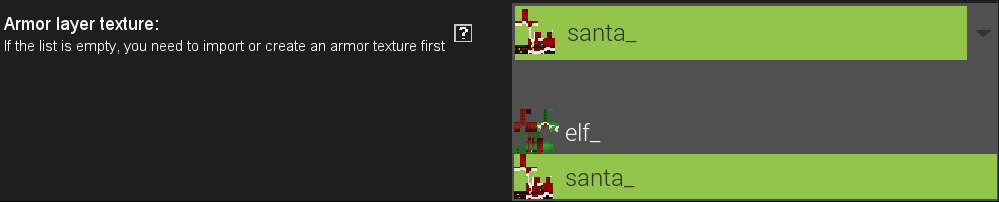 Armor layer texture:
If the list is empty, you need to import or create an armor texture first
?
santa_
elf_
santa_